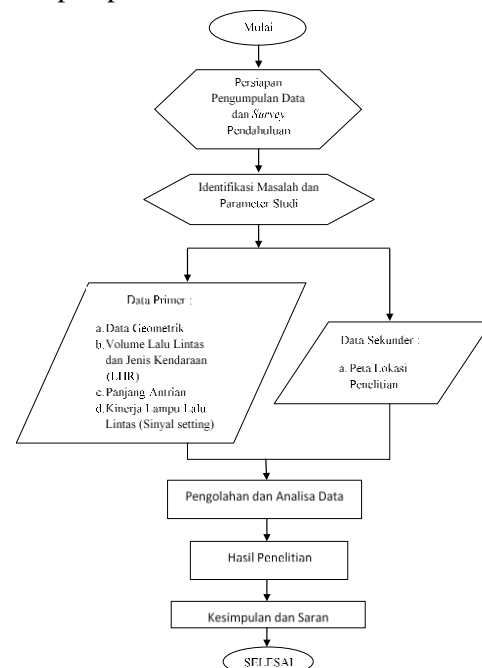 Mulai
Persiapan
Pengumpulan Data
dan Survey
Pendahuluan
Identifikasi Masalah dan
Parameter Studi
Data Primer :
a. Data Geometrik
b. Volume Lalu Lintas
dan Jenis Kendaraan
(LHR)
c. Panjang Antrian
d. Kinerja Lampu Lalu
Lintas (Sinyal setting)
Data Sekunder :
a. Peta Lokasi
Penelitian
Pengolahan dan Analisa Data
Hasil Penelitian
Kesimpulan dan Saran
SELESAI